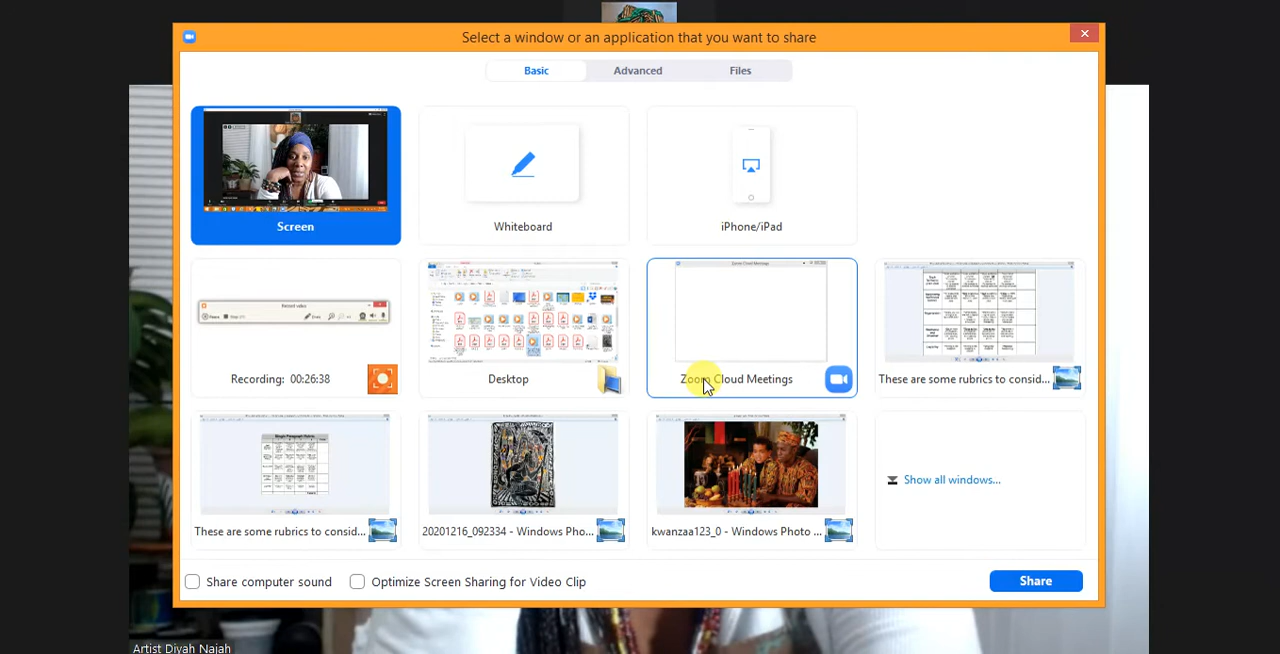 Select a window or an application that you want to share
Basic Advanced Files
Screen Whiteboard iPhone/iPad
Zoom Cloud Meetings
Recording: 00:26:38 Desktop Zoom Cloud Meetings These are some rubrics to consid...
These are some rubrics to consid... 20201216_092334 - Windows Pho... kwanzaa123_0 - Windows Photo ... Show all windows...
Share computer sound Optimize Screen Sharing for Video Clip Share
Artist Diyah Najah